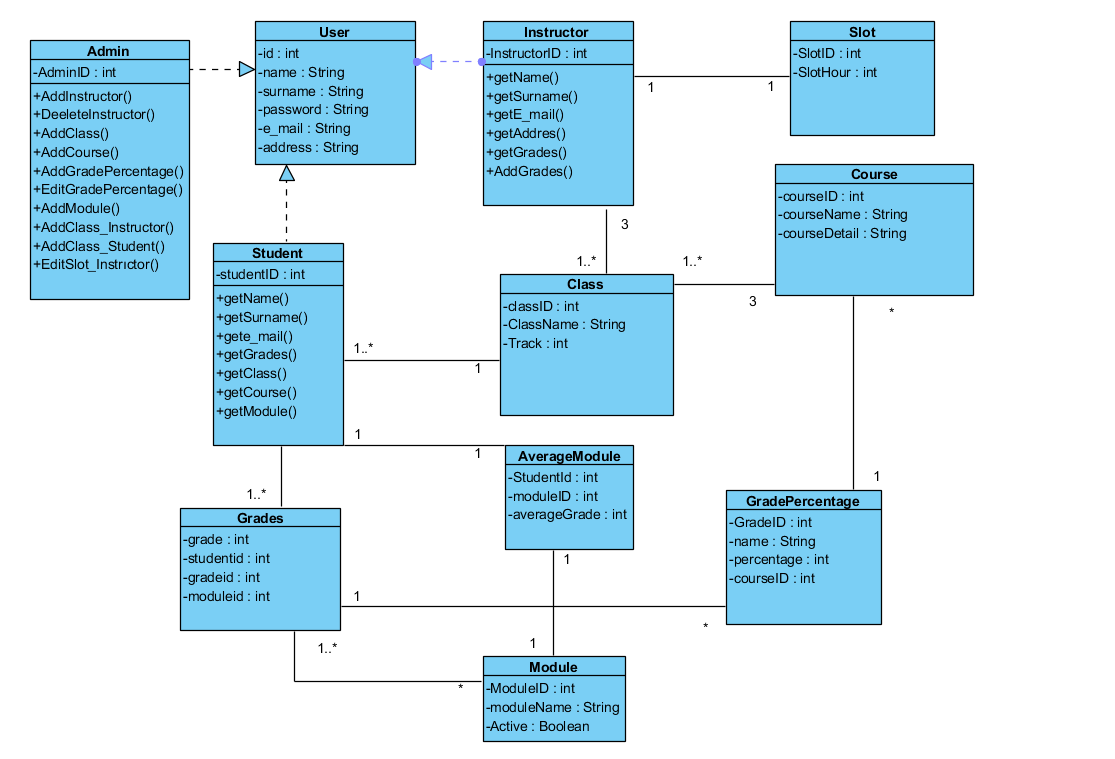 Admin
-AdminID : int
+AddInstructor()
+DeeleteInstructor()
+AddClass()
+AddCourse()
+AddGradePercentage()
+EditGradePercentage()
+AddModule()
+AddClass_Instructor()
+AddClass_Student()
+EditSlot_Instrıctor()
User
-id : int
-name : String
-surname : String
-password : String
-e_mail : String
-address : String
Instructor
-InstructorID : int
+getName()
+getSurname()
+getE_mail()
+getAddres()
+getGrades()
+AddGrades()
1
1
Slot
-SlotID : int
-SlotHour : int
Course
-courseID : int
-courseName : String
-courseDetail : String
3
1..*
1..*
3
*
Student
-studentID : int
+getName()
+getSurname()
+gete_mail()
+getGrades()
+getClass()
+getCourse()
+getModule()
Class
-classID : int
-ClassName : String
-Track : int
1..*
1
1
1
AverageModule
-StudentId : int
-moduleID : int
-averageGrade : int
1
1..*
Grades
-grade : int
-studentid : int
-gradeid : int
-moduleid : int
1
GradePercentage
-GradeID : int
-name : String
-percentage : int
-courseID : int
1
*
1
1..*
*
Module
-ModuleID : int
-moduleName : String
-Active : Boolean